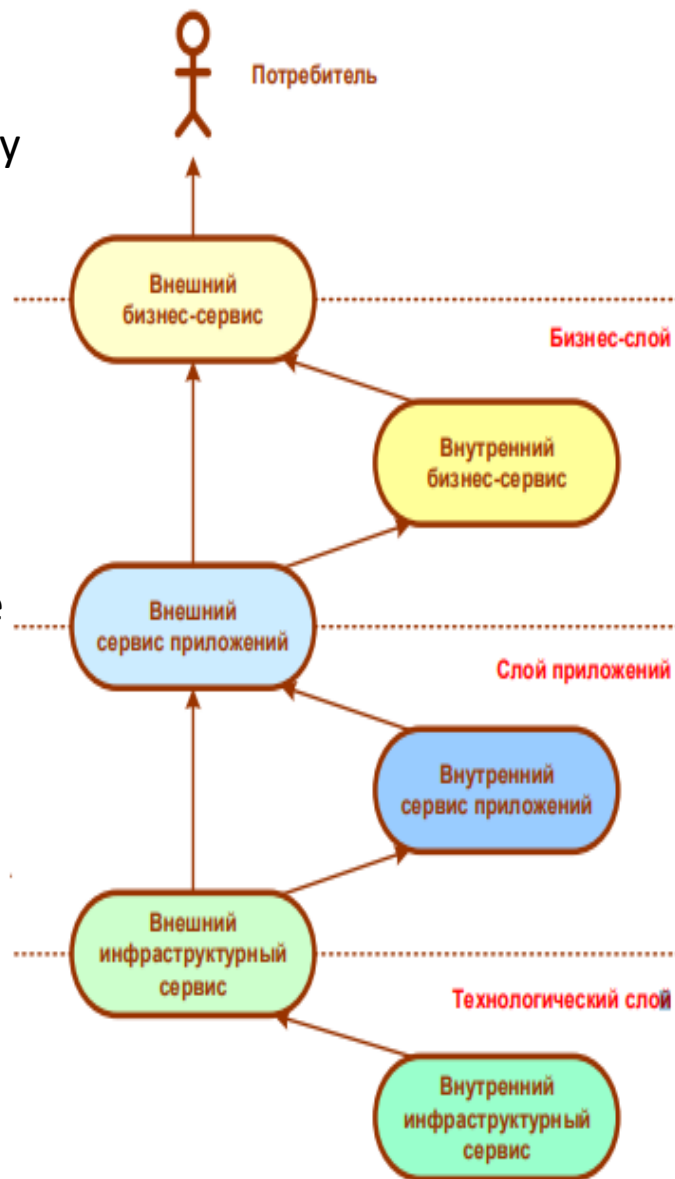 Потребитель
у
Внешний
бизнес-сервис
Бизнес-слой
Внутренний
бизнес-сервис
е
Внешний
сервис приложений
Слой приложений
Внутренний
сервис приложений
Внешний
инфраструктурный
сервис
Технологический слой
Внутренний
инфраструктурный
сервис